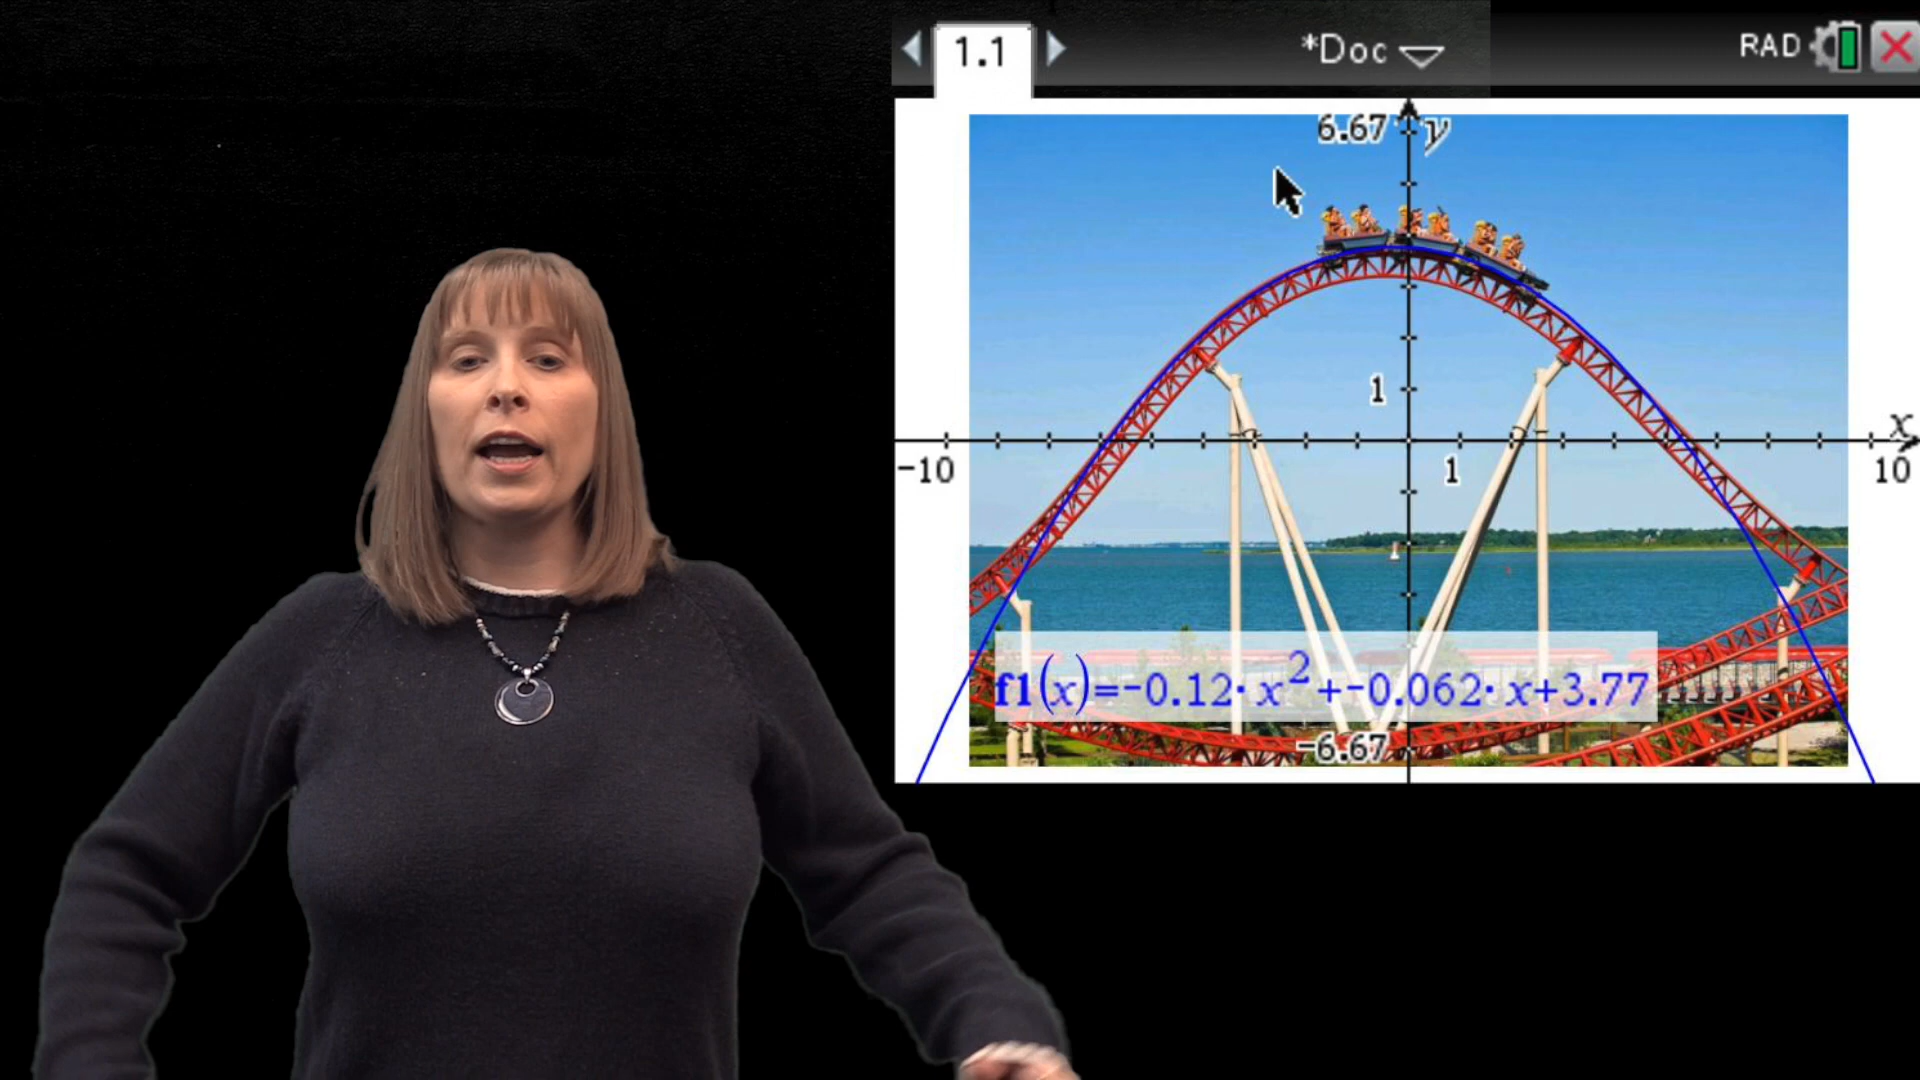 1.1 *Doc RAD
6.67 y
1
x
-10 1 10
f1(x)=-0.12·x²+-0.062·x+3.77
-6.67